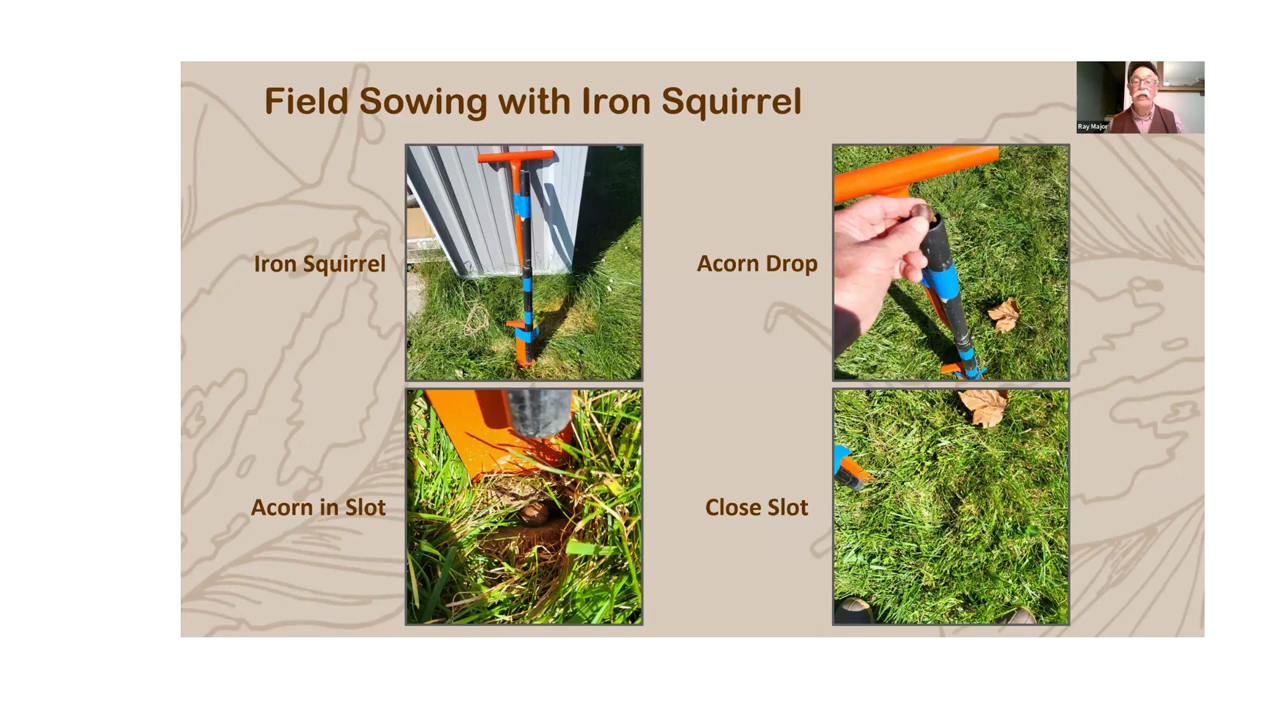 Field Sowing with Iron Squirrel
Ray Major
Iron Squirrel
Acorn Drop
Acorn in Slot
Close Slot